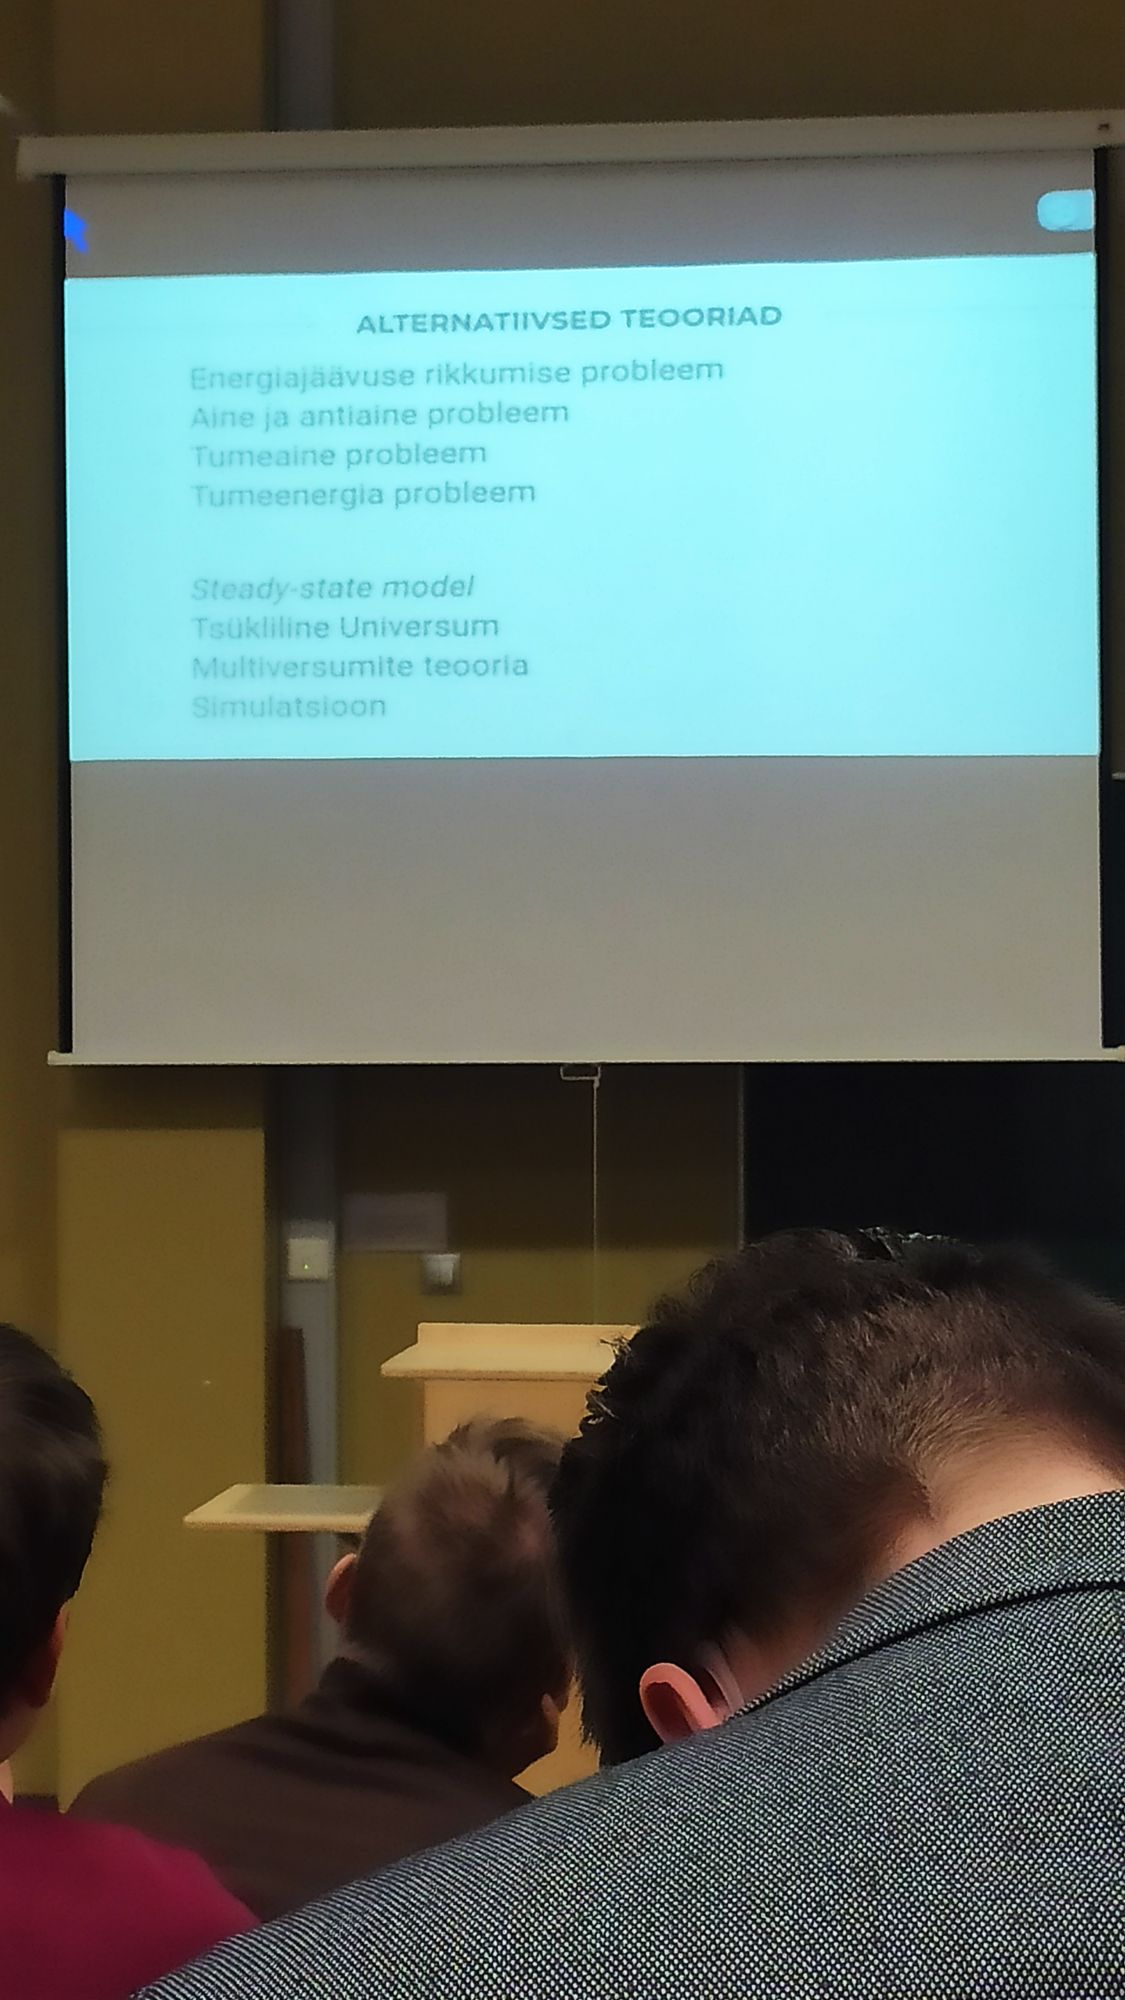 ALTERNATIIVSED TEOORIAD
Energiajäävuse rikkumise probleem
Aine ja antiaine probleem
Tumeaine probleem
Tumeenergia probleem
Steady-state model
Tsükliline Universum
Multiversumite teooria
Simulatsioon